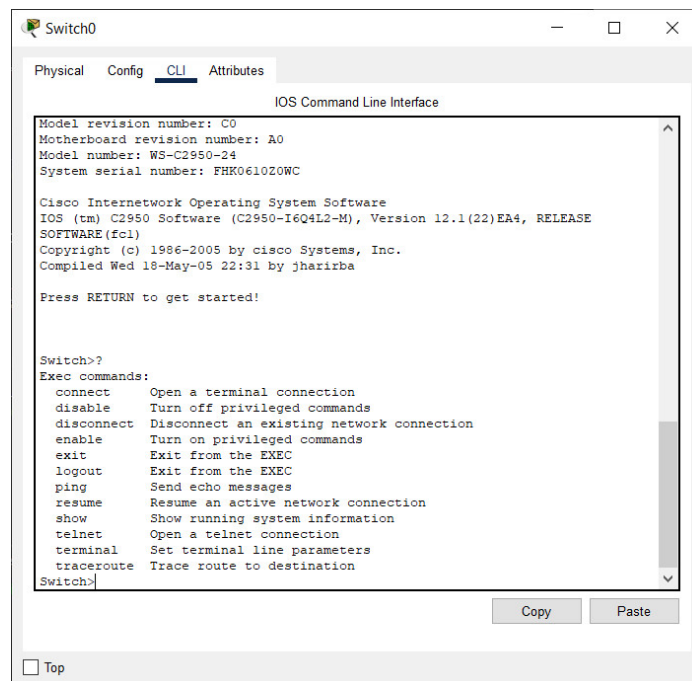 Switch0
Physical Config CLI Attributes
IOS Command Line Interface
Model revision number: C0
Motherboard revision number: A0
Model number: WS-C2950-24
System serial number: FHK0610Z0WC
Cisco Internetwork Operating System Software
IOS (tm) C2950 Software (C2950-I6Q4L2-M), Version 12.1(22)EA4, RELEASE
SOFTWARE(fc1)
Copyright (c) 1986-2005 by cisco Systems, Inc.
Compiled Wed 18-May-05 22:31 by jharirba
Press RETURN to get started!
Switch>?
Exec commands:
connect Open a terminal connection
disable Turn off privileged commands
disconnect Disconnect an existing network connection
enable Turn on privileged commands
exit Exit from the EXEC
logout Exit from the EXEC
ping Send echo messages
resume Resume an active network connection
show Show running system information
telnet Open a telnet connection
terminal Set terminal line parameters
traceroute Trace route to destination
Switch>
Copy Paste
Top